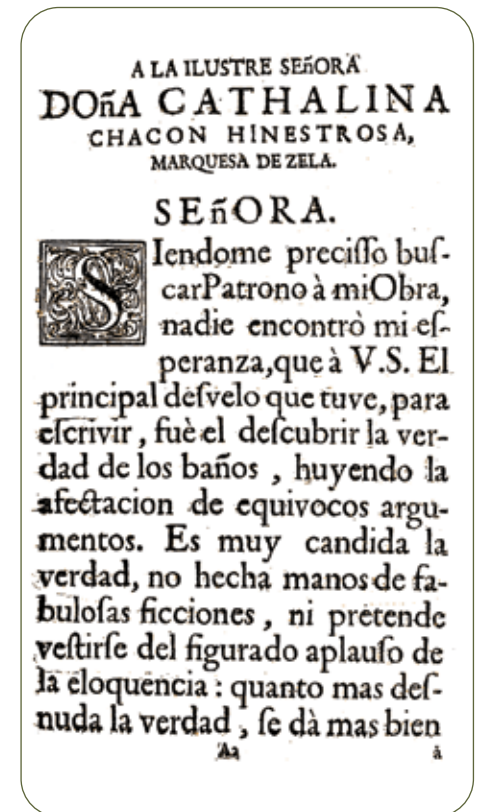 A LA ILUSTRE SEñORA
DOñA CATHALINA
CHACON HINESTROSA,
MARQUESA DE ZELA.
SEñORA.
SIendome precisso bus-
carPatrono à miObra,
nadie encontrò mi es-
peranza,que à V.S. El
principal desvelo que tuve, para
escrivir, fuè el descubrir la ver-
dad de los baños, huyendo la
afectacion de equivocos argu-
mentos. Es muy candida la
verdad, no hecha manos de fa-
bulosas ficciones, ni pretende
vestirse del figurado aplauso de
la eloquencia: quanto mas des-
nuda la verdad, se dà mas bien
Aa à